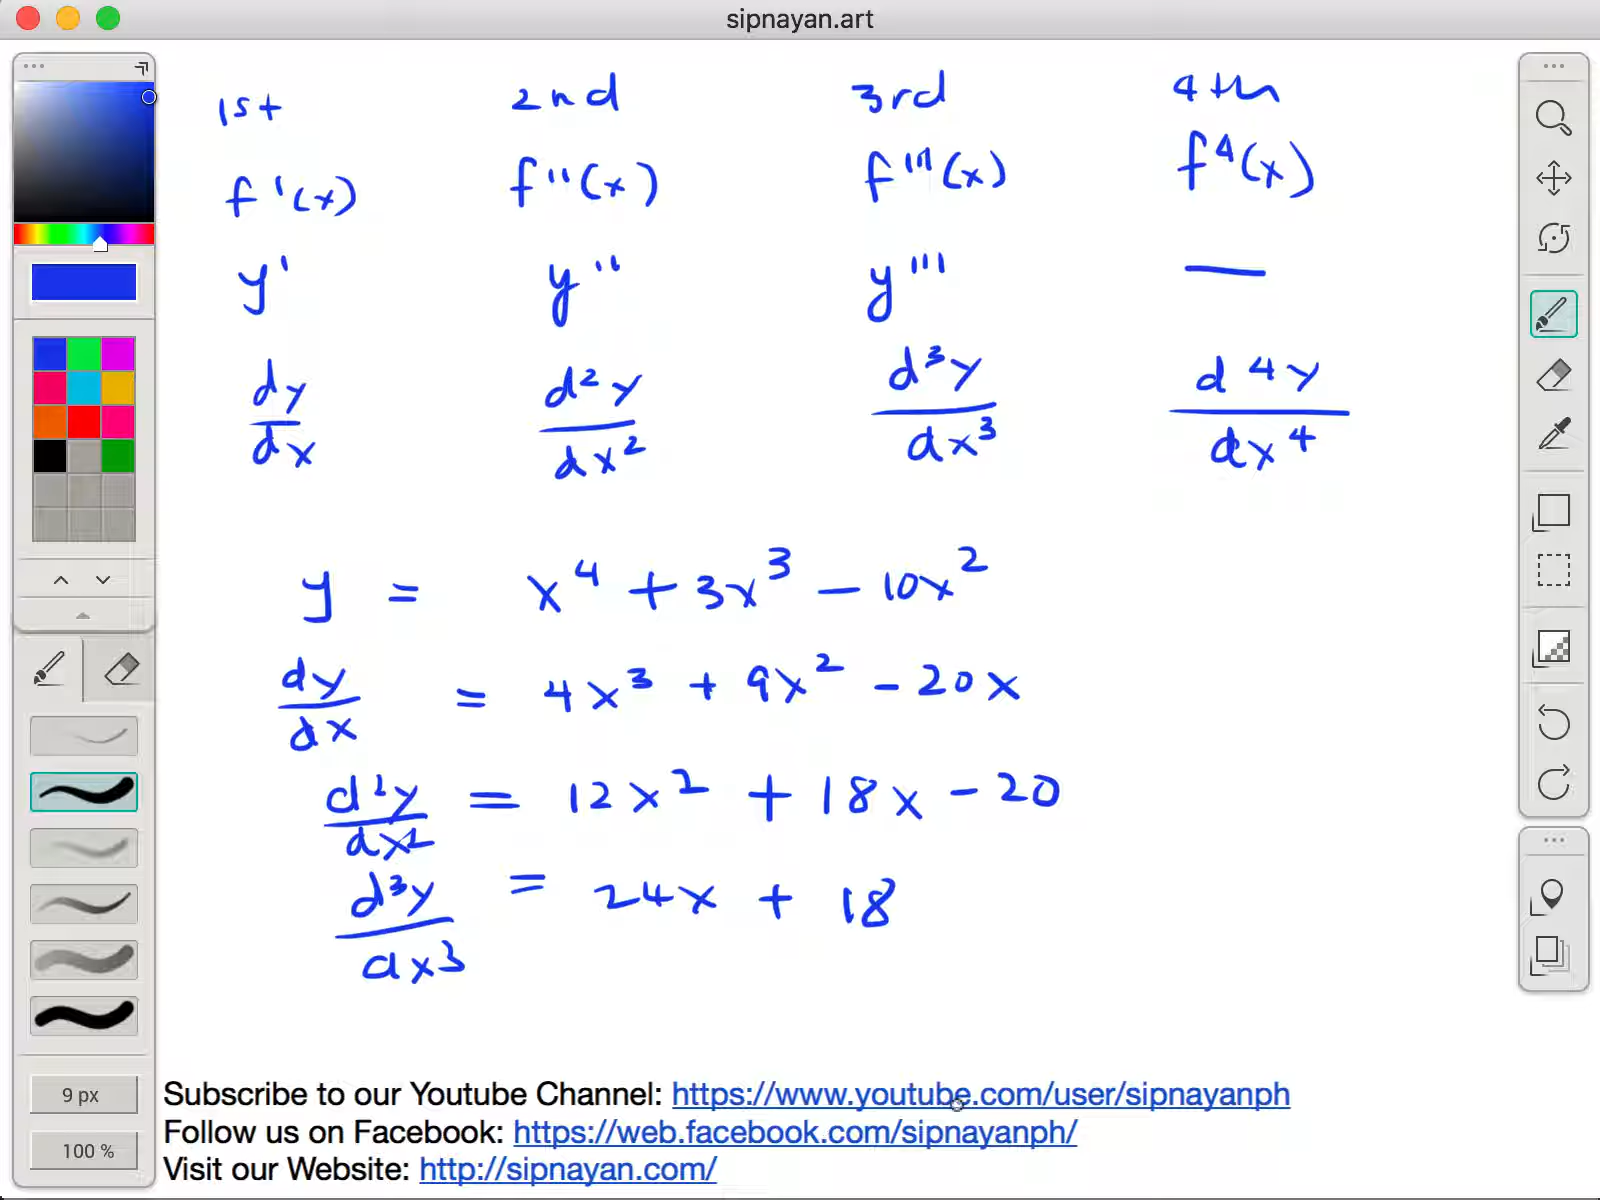 sipnayan.art
1st 2nd 3rd 4th
f'(x) f''(x) f'''(x) f⁴(x)
y' y'' y''' —
dy/dx d²y/dx² d³y/dx³ d⁴y/dx⁴
y = x⁴ + 3x³ − 10x²
dy/dx = 4x³ + 9x² − 20x
d²y/dx² = 12x² + 18x − 20
d³y/dx³ = 24x + 18
9 px
100 %
Subscribe to our Youtube Channel: https://www.youtube.com/user/sipnayanph
Follow us on Facebook: https://web.facebook.com/sipnayanph/
Visit our Website: http://sipnayan.com/